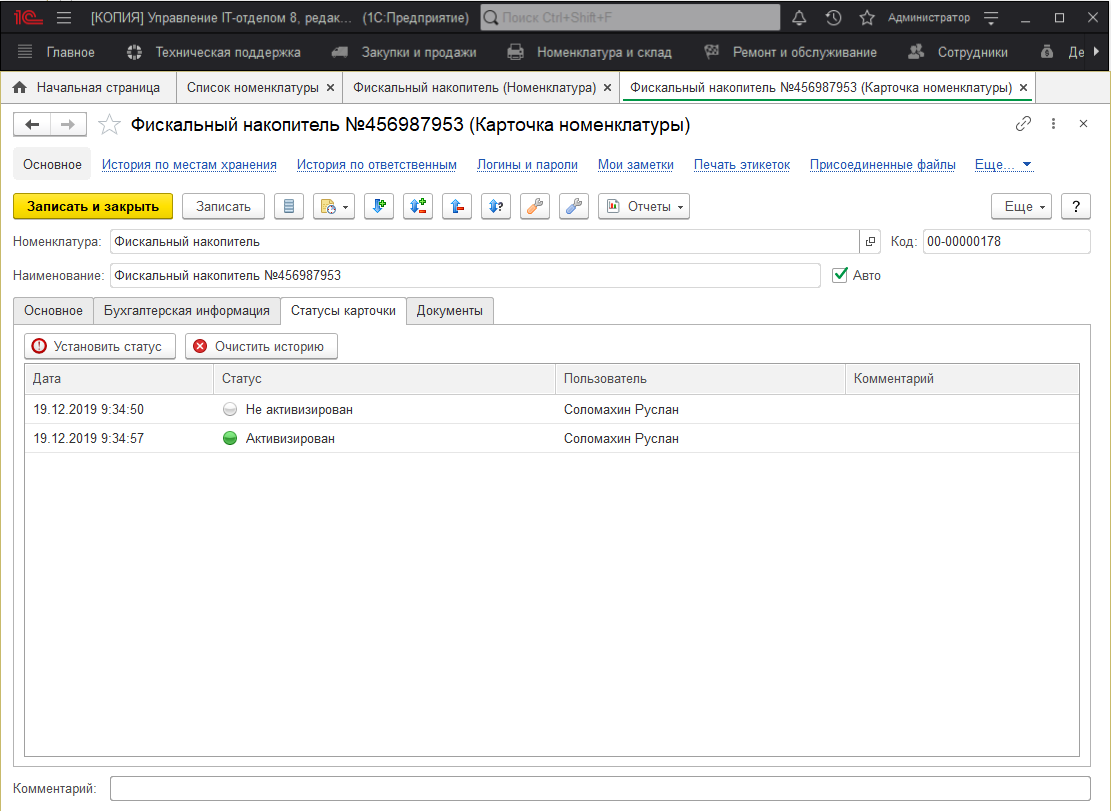 1С [КОПИЯ] Управление IT-отделом 8, редак... (1С:Предприятие) Поиск Ctrl+Shift+F Администратор
Главное Техническая поддержка Закупки и продажи Номенклатура и склад Ремонт и обслуживание Сотрудники Де
Начальная страница Список номенклатуры × Фискальный накопитель (Номенклатура) × Фискальный накопитель №456987953 (Карточка номенклатуры) ×
Фискальный накопитель №456987953 (Карточка номенклатуры)
Основное История по местам хранения История по ответственным Логины и пароли Мои заметки Печать этикеток Присоединенные файлы Еще...
Записать и закрыть Записать Отчеты Еще ?
Номенклатура: Фискальный накопитель Код: 00-00000178
Наименование: Фискальный накопитель №456987953 Авто
Основное Бухгалтерская информация Статусы карточки Документы
Установить статус Очистить историю
Дата Статус Пользователь Комментарий
19.12.2019 9:34:50 Не активизирован Соломахин Руслан
19.12.2019 9:34:57 Активизирован Соломахин Руслан
Комментарий: